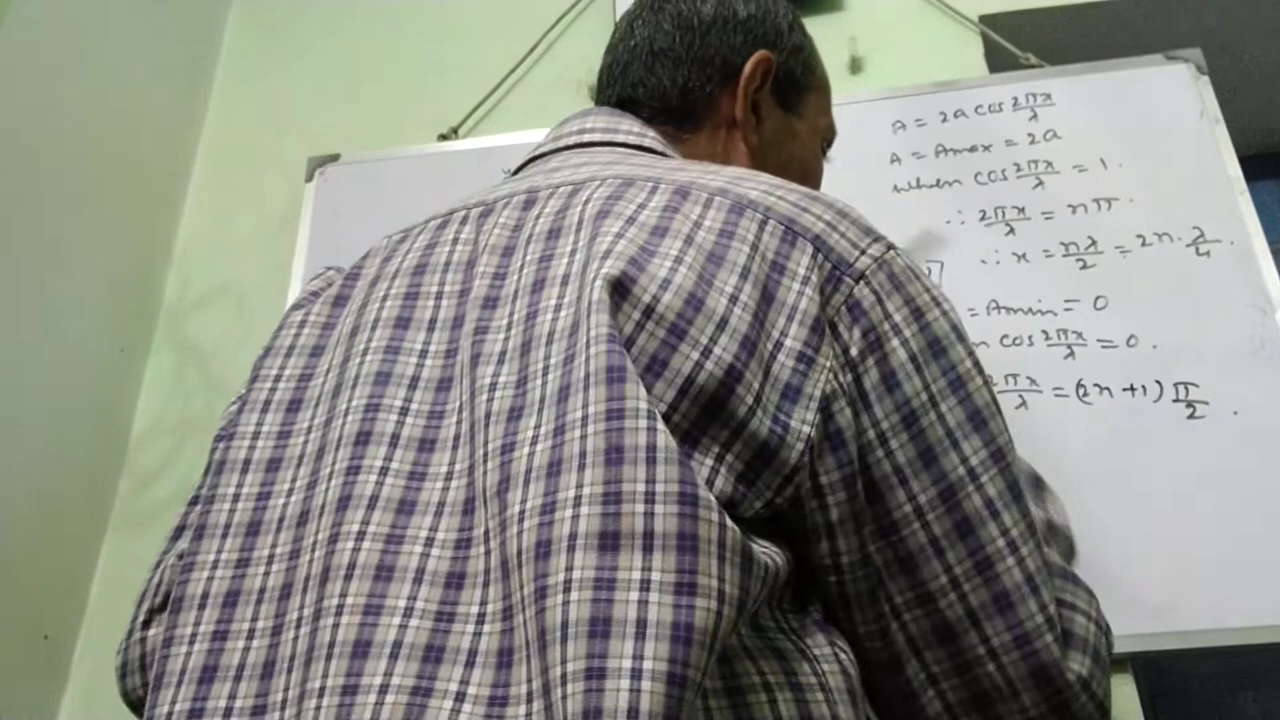 A = 2a cos 2πx/λ
A = Amax = 2a
when cos 2πx/λ = 1.
∴ 2πx/λ = nπ.
∴ x = nλ/2 = 2n·λ/4.
= Amin = 0
cos 2πx/λ = 0.
2πx/λ = (2n+1) π/2.